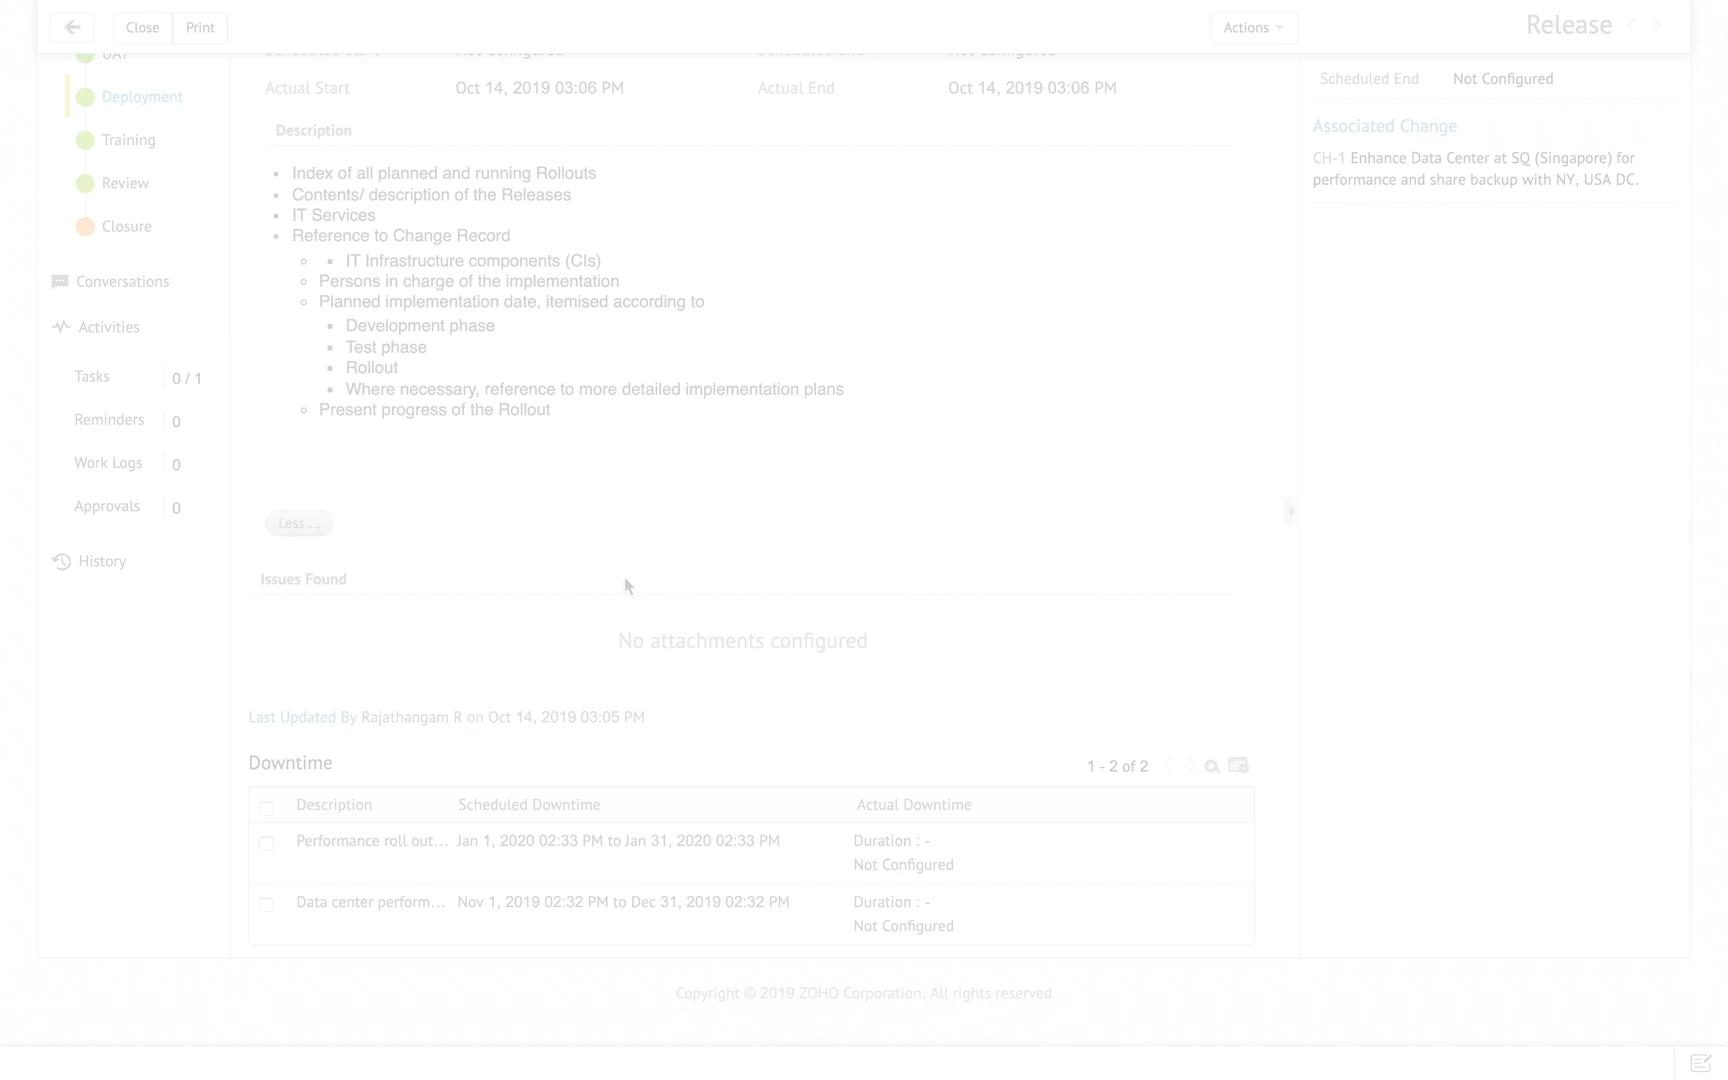 Close Print Actions Release
Scheduled Start Not Configured Scheduled End Not Configured
UAT
Actual Start Oct 14, 2019 03:06 PM Actual End Oct 14, 2019 03:06 PM
Deployment
Training
Review
Closure
Conversations
Activities
Tasks 0 / 1
Reminders 0
Work Logs 0
Approvals 0
History
Description
Index of all planned and running Rollouts
Contents/ description of the Releases
IT Services
Reference to Change Record
IT Infrastructure components (CIs)
Persons in charge of the implementation
Planned implementation date, itemised according to
Development phase
Test phase
Rollout
Where necessary, reference to more detailed implementation plans
Present progress of the Rollout
Less ...
Issues Found
No attachments configured
Last Updated By Rajathangam R on Oct 14, 2019 03:05 PM
Downtime 1 - 2 of 2
Description Scheduled Downtime Actual Downtime
Performance roll out... Jan 1, 2020 02:33 PM to Jan 31, 2020 02:33 PM Duration : -
Not Configured
Data center perform... Nov 1, 2019 02:32 PM to Dec 31, 2019 02:32 PM Duration : -
Not Configured
Scheduled End Not Configured
Associated Change
CH-1 Enhance Data Center at SQ (Singapore) for
performance and share backup with NY, USA DC.
Copyright © 2019 ZOHO Corporation. All rights reserved